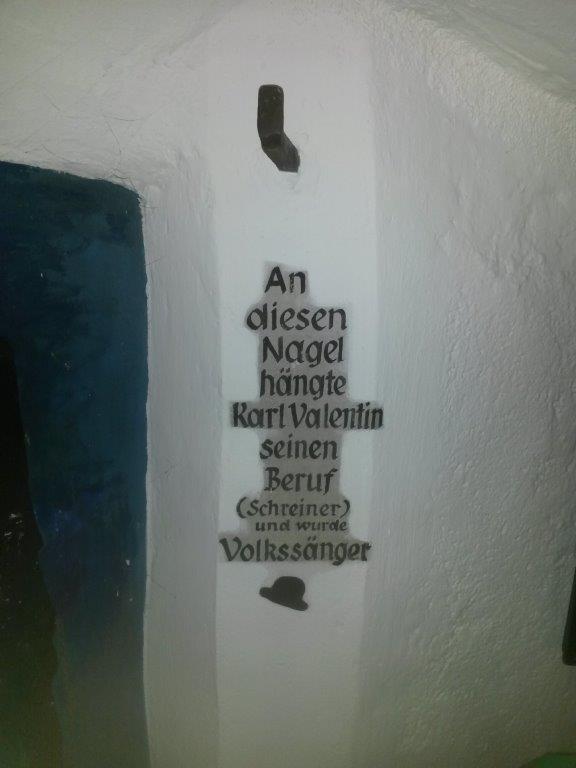 An
diesen
Nagel
hängte
Karl Valentin
seinen
Beruf
(Schreiner)
und wurde
Volkssänger